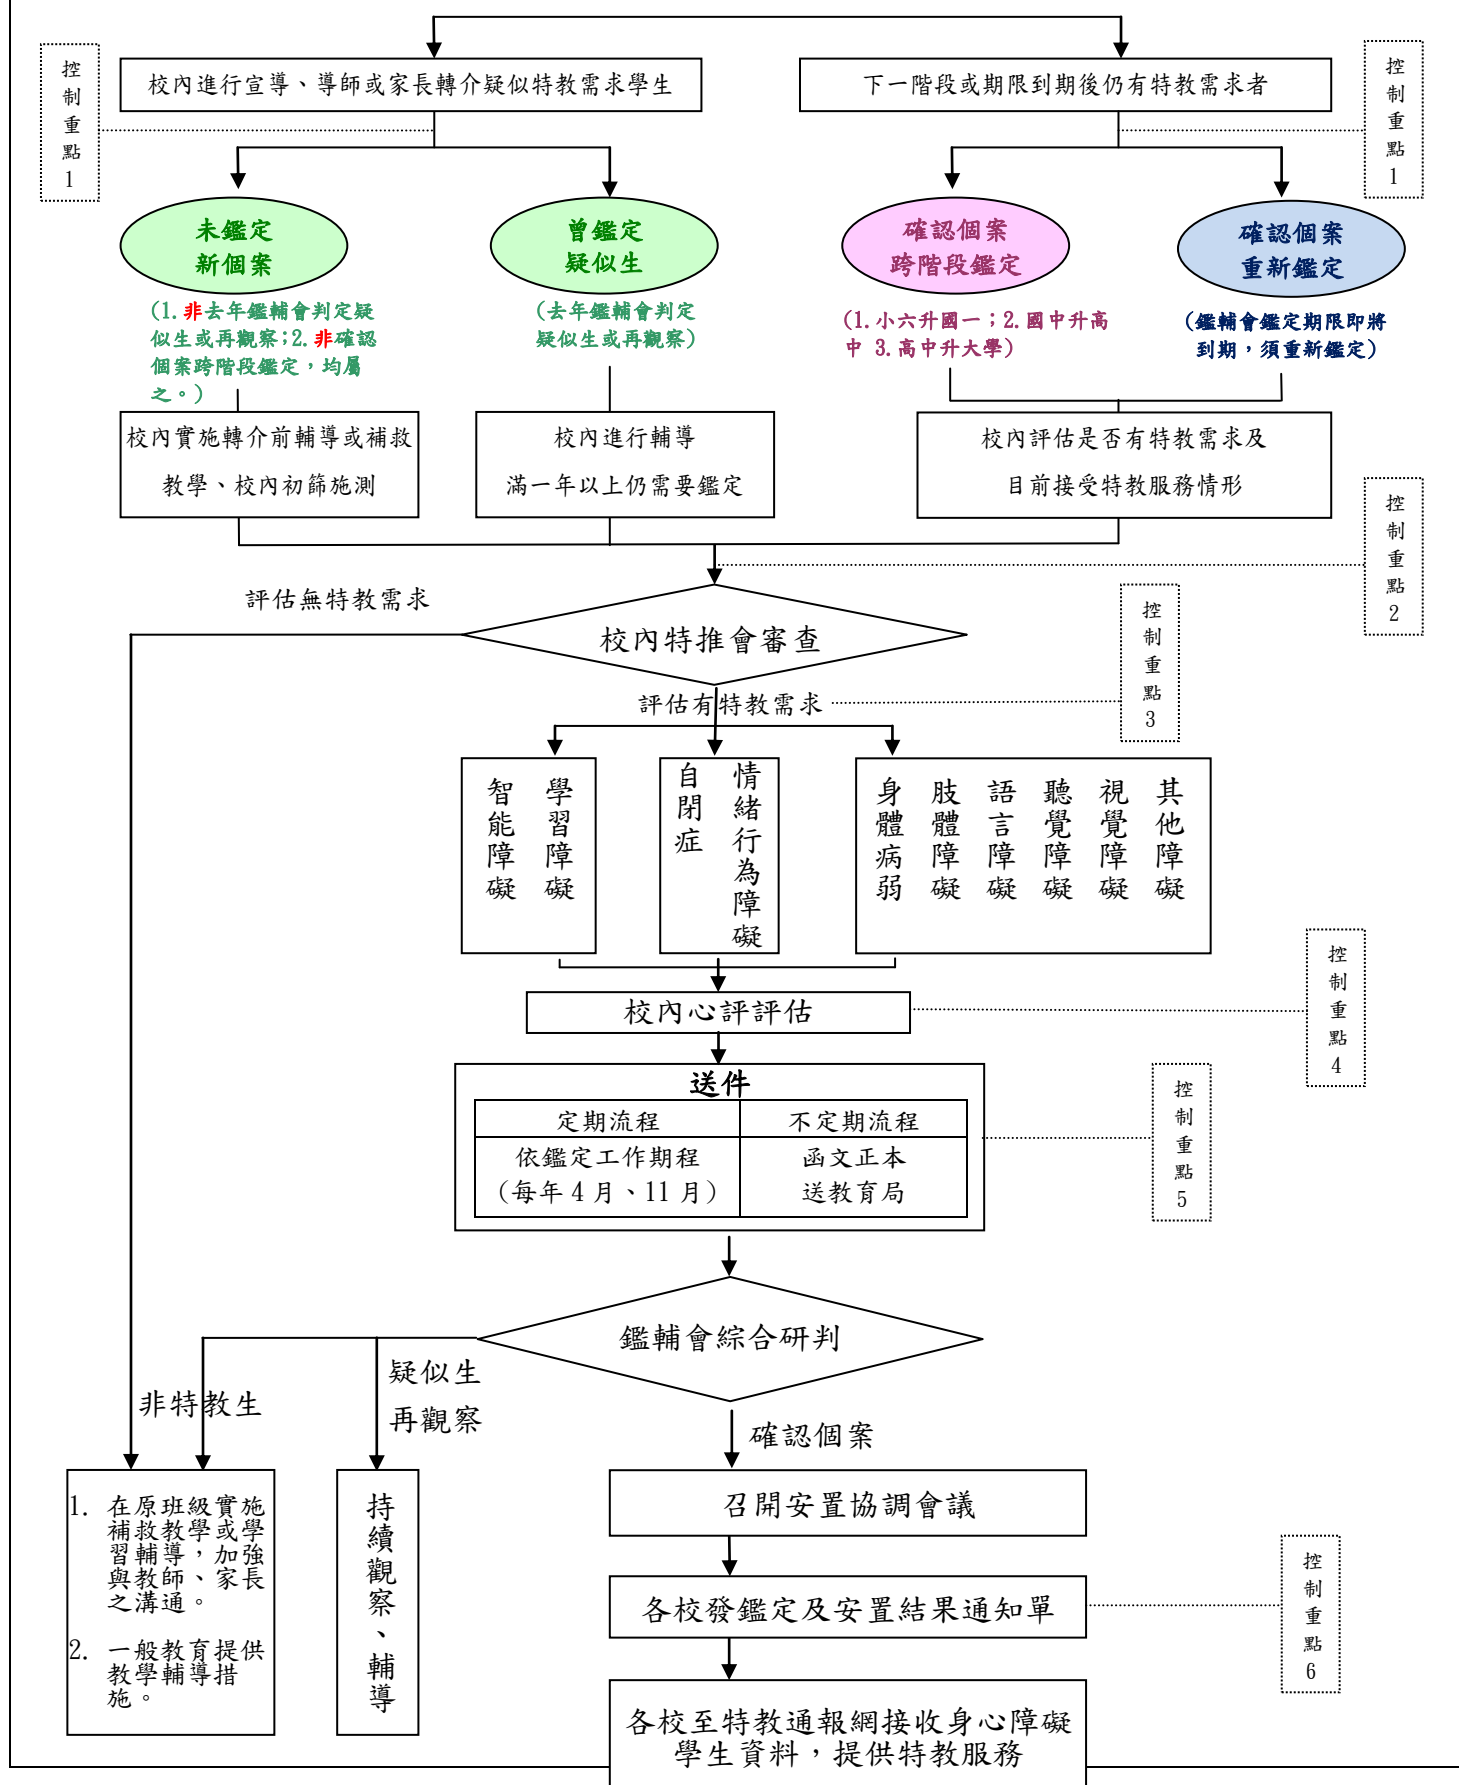 控制重點1
校內進行宣導、導師或家長轉介疑似特教需求學生
下一階段或期限到期後仍有特教需求者
控制重點1
未鑑定
新個案
曾鑑定
疑似生
確認個案
跨階段鑑定
確認個案
重新鑑定
(1.非去年鑑輔會判定疑
似生或再觀察;2.非確認
個案跨階段鑑定,均屬
之。)
(去年鑑輔會判定
疑似生或再觀察)
(1.小六升國一;2.國中升高
中 3.高中升大學)
(鑑輔會鑑定期限即將
到期,須重新鑑定)
校內實施轉介前輔導或補救
教學、校內初篩施測
校內進行輔導
滿一年以上仍需要鑑定
校內評估是否有特教需求及
目前接受特教服務情形
控制重點2
評估無特教需求
校內特推會審查
控制重點3
評估有特教需求
智能障礙
學習障礙
自閉症
情緒行為障礙
身體病弱
肢體障礙
語言障礙
聽覺障礙
視覺障礙
其他障礙
校內心評評估
控制重點4
送件
定期流程
不定期流程
依鑑定工作期程
(每年 4 月、11 月)
函文正本
送教育局
控制重點5
鑑輔會綜合研判
非特教生
疑似生
再觀察
確認個案
1. 在原班級實施
補救教學或學
習輔導,加強
與教師、家長
之溝通。
2. 一般教育提供
教學輔導措
施。
持續觀察、輔導
召開安置協調會議
各校發鑑定及安置結果通知單
控制重點6
各校至特教通報網接收身心障礙
學生資料,提供特教服務